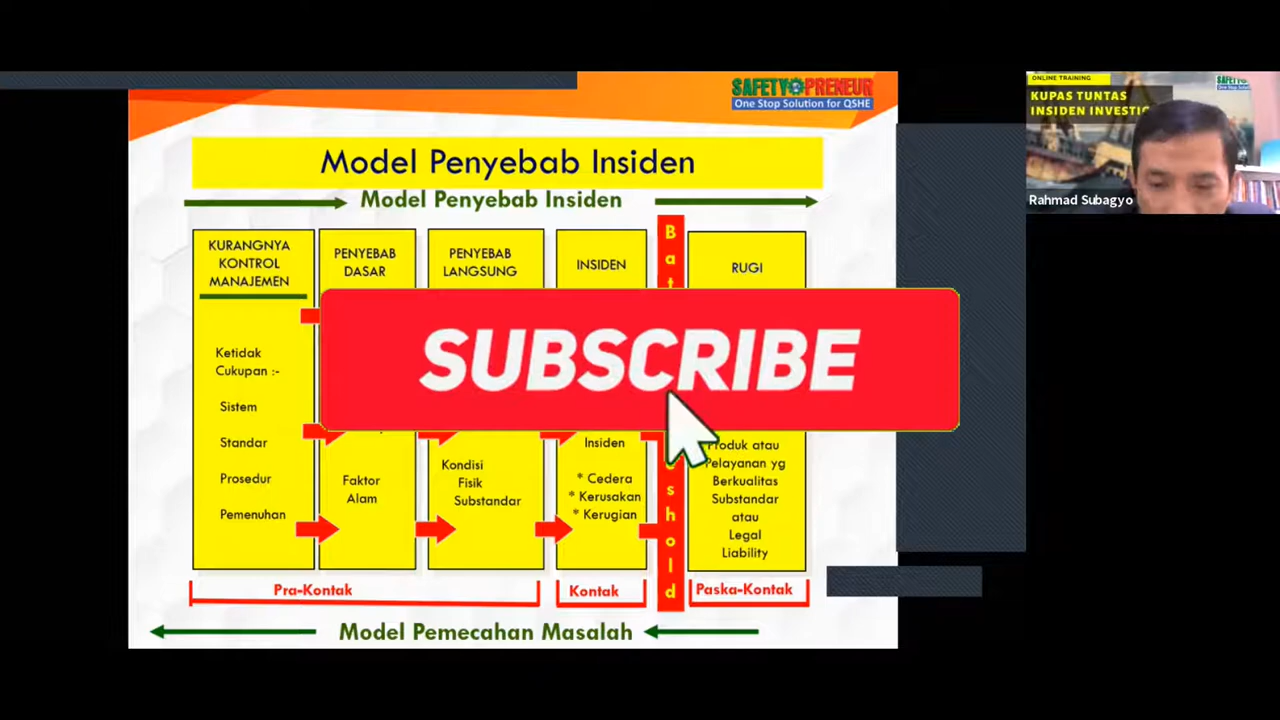 SAFETY PRENEUR
One Stop Solution for QSHE
ONLINE TRAINING
KUPAS TUNTAS
INSIDEN
Rahmad Subagyo
Model Penyebab Insiden
Model Penyebab Insiden
KURANGNYA
KONTROL
MANAJEMEN
Ketidak
Cukupan :-
Sistem
Standar
Prosedur
Pemenuhan
PENYEBAB
DASAR
Faktor
Alam
PENYEBAB
LANGSUNG
Kondisi
Fisik
Substandar
INSIDEN
Insiden
* Cedera
* Kerusakan
* Kerugian
RUGI
Produk atau
Pelayanan yg
Berkualitas
Substandar
atau
Legal
Liability
SUBSCRIBE
Pra-Kontak
Kontak
Paska-Kontak
Model Pemecahan Masalah